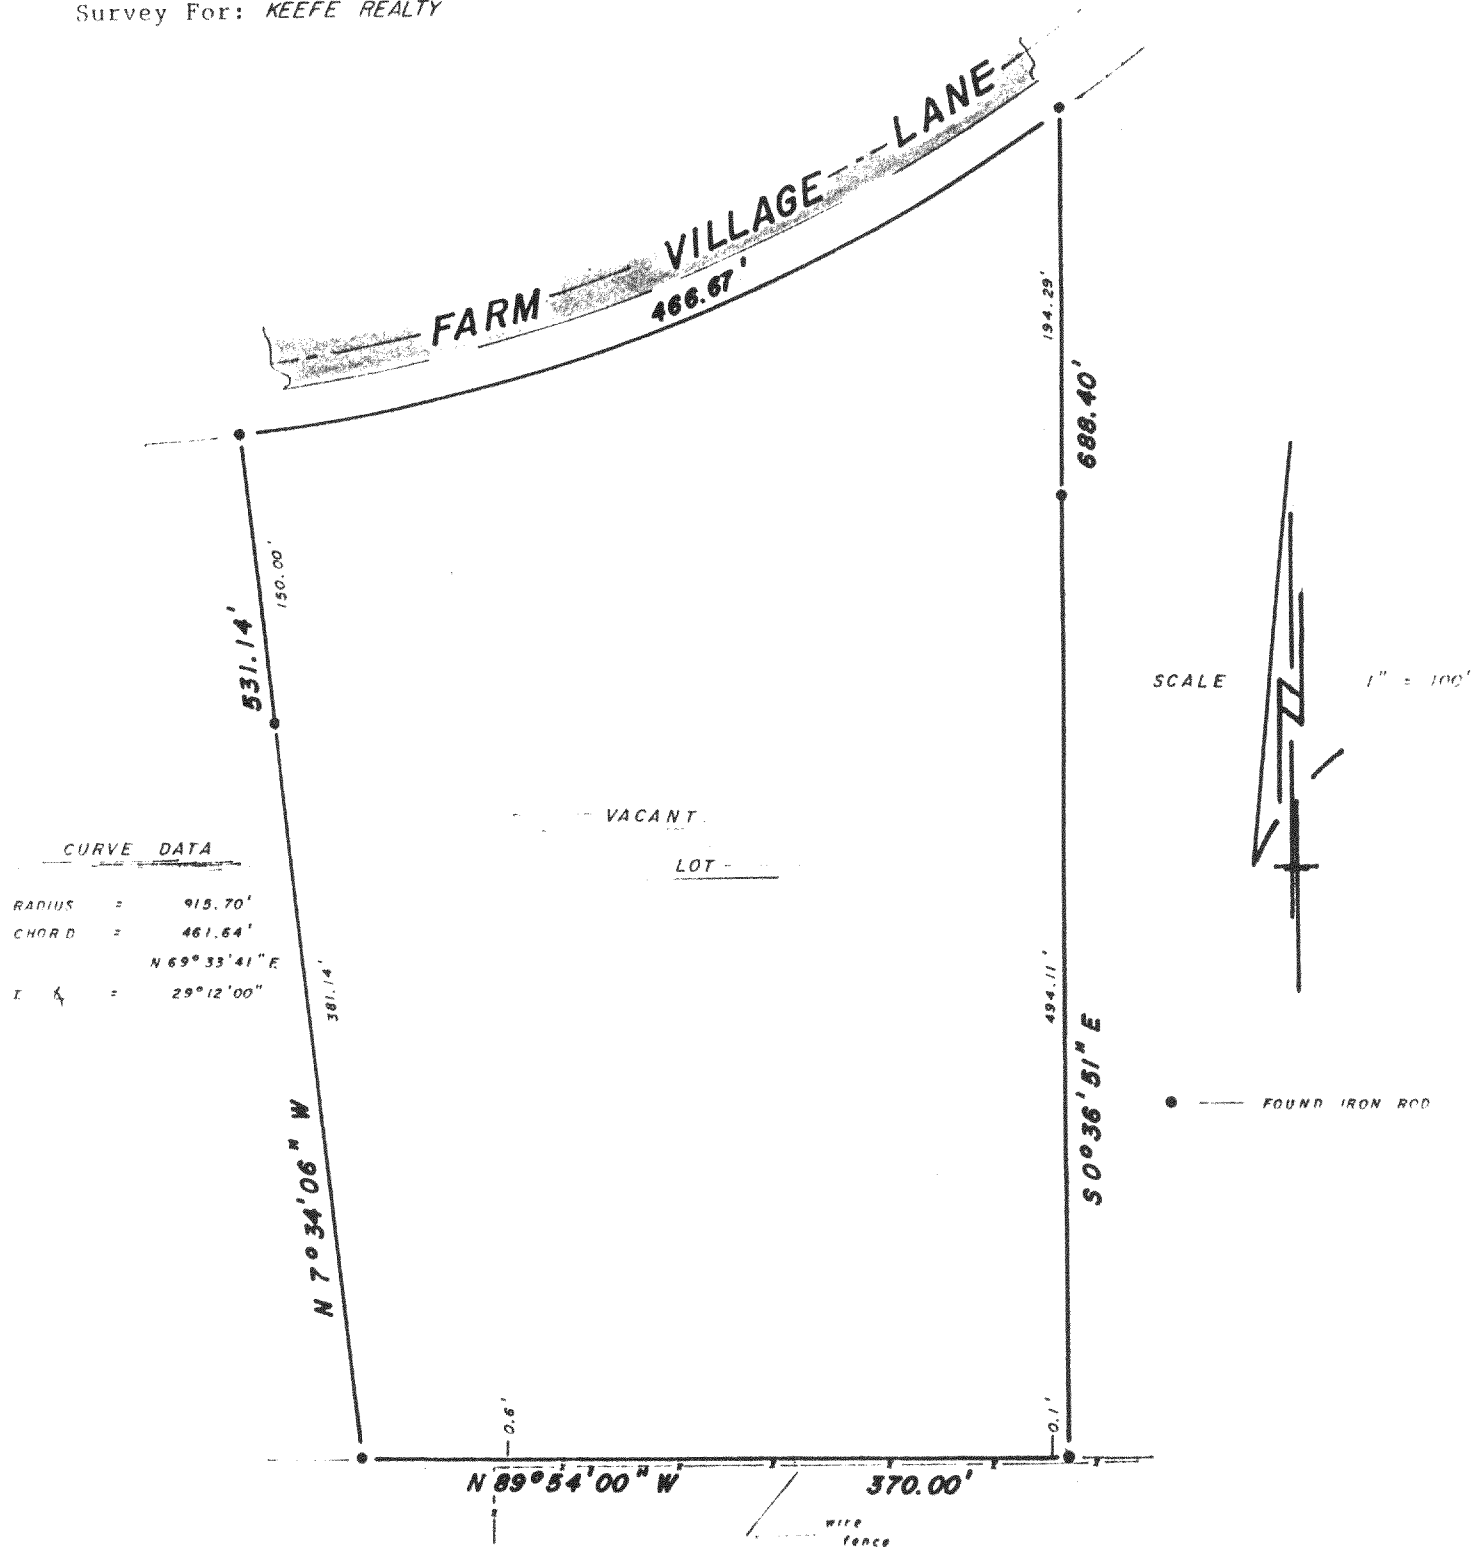 Survey For: KEEFE REALTY
FARM VILLAGE LANE
466.67'
194.29'
688.40'
150.00'
531.14'
SCALE 1" = 100'
N
VACANT
LOT
CURVE DATA
RADIUS = 915.70'
CHORD = 461.64'
N 69° 33' 41" E
= 29° 12' 00"
381.14'
494.11'
S 0° 36' 51" E
● — FOUND IRON ROD
N 7° 34' 06" W
0.6'
0.1'
N 89° 54' 00" W 370.00'
wire
fence